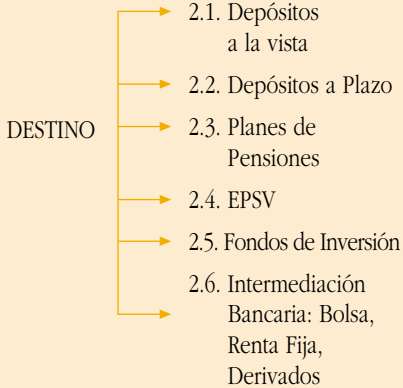 DESTINO
2.1. Depósitos
a la vista
2.2. Depósitos a Plazo
2.3. Planes de
Pensiones
2.4. EPSV
2.5. Fondos de Inversión
2.6. Intermediación
Bancaria: Bolsa,
Renta Fija,
Derivados